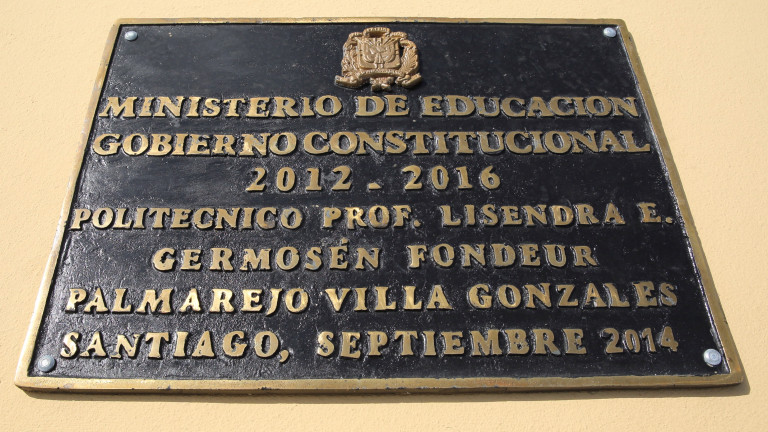 MINISTERIO DE EDUCACION
GOBIERNO CONSTITUCIONAL
2012 - 2016
POLITECNICO PROF. LISENDRA E.
GERMOSÉN FONDEUR
PALMAREJO VILLA GONZALES
SANTIAGO, SEPTIEMBRE 2014